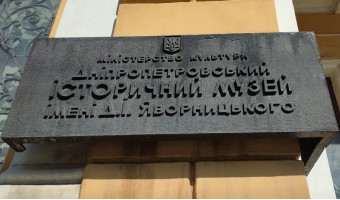 МІНІСТЕРСТВО КУЛЬТУРИ
ДНІПРОПЕТРОВСЬКИЙ
ІСТОРИЧНИЙ МУЗЕЙ
ІМЕНІ Д.І. ЯВОРНИЦЬКОГО